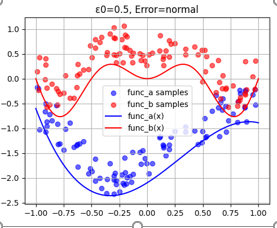 ε0=0.5, Error=normal
1.0
0.5
0.0
−0.5
−1.0
−1.5
−2.0
−2.5
func_a samples
func_b samples
func_a(x)
func_b(x)
−1.00 −0.75 −0.50 −0.25 0.00 0.25 0.50 0.75 1.00